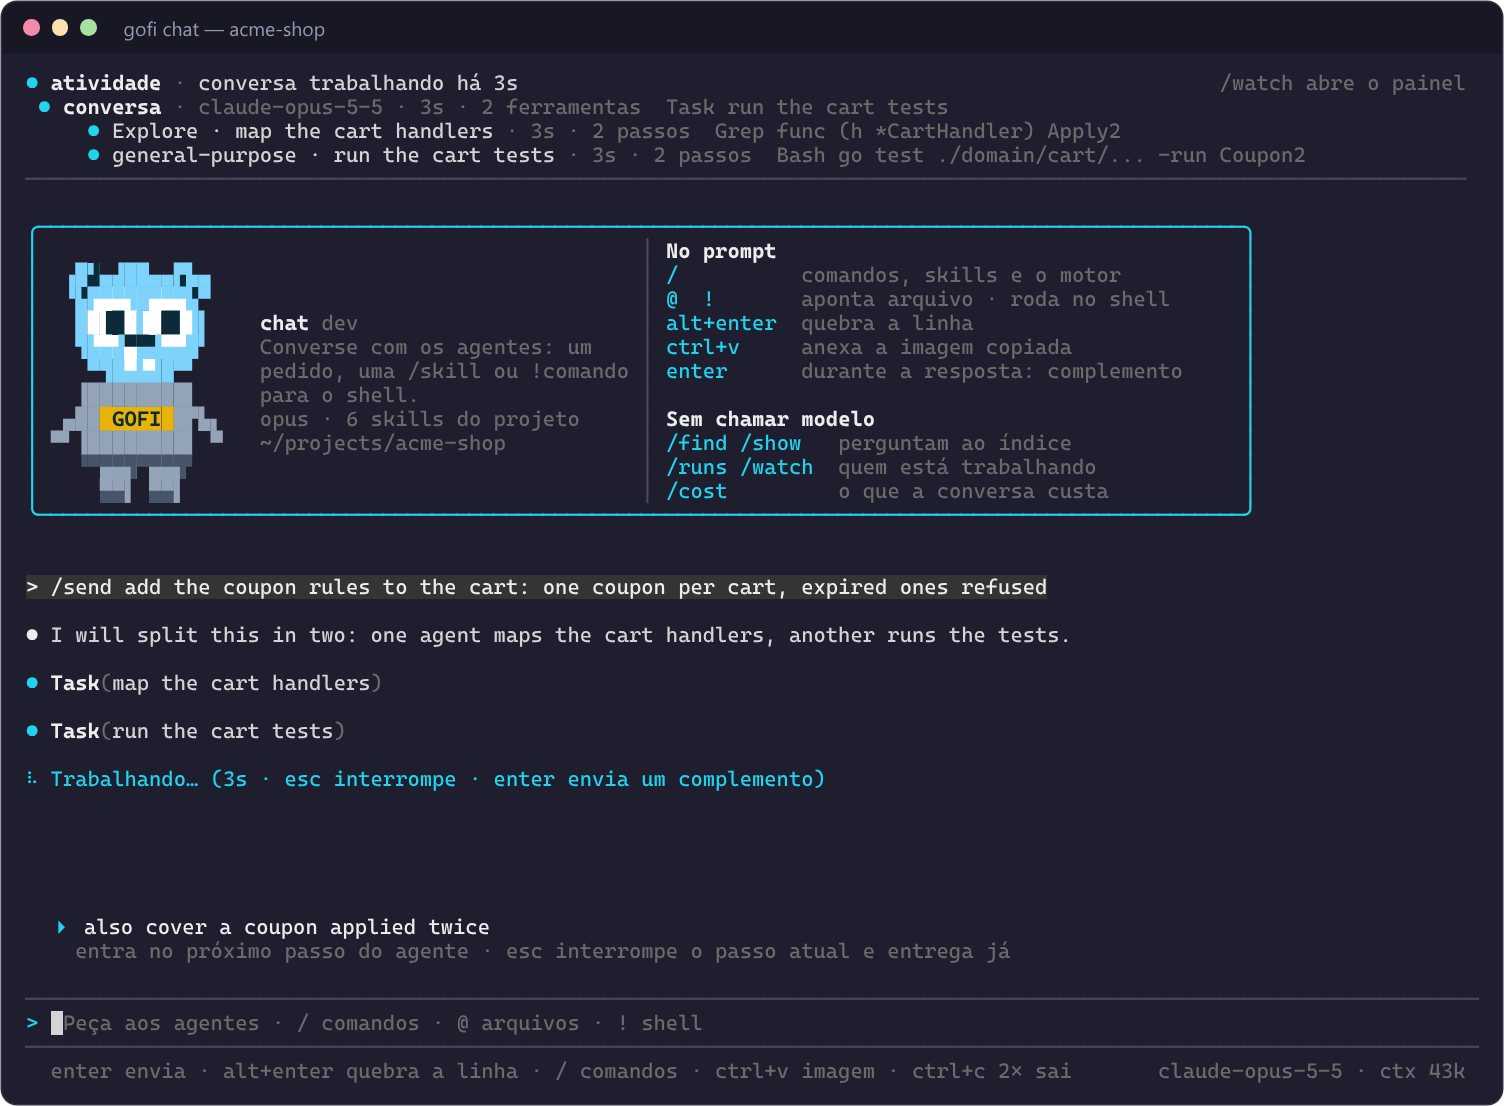 gofi chat — acme-shop
● atividade · conversa trabalhando há 3s /watch abre o painel
● conversa · claude-opus-5-5 · 3s · 2 ferramentas Task run the cart tests
● Explore · map the cart handlers · 3s · 2 passos Grep func (h *CartHandler) Apply2
● general-purpose · run the cart tests · 3s · 2 passos Bash go test ./domain/cart/... -run Coupon2
GOFI
chat dev
Converse com os agentes: um
pedido, uma /skill ou !comando
para o shell.
opus · 6 skills do projeto
~/projects/acme-shop
No prompt
/ comandos, skills e o motor
@ ! aponta arquivo · roda no shell
alt+enter quebra a linha
ctrl+v anexa a imagem copiada
enter durante a resposta: complemento
Sem chamar modelo
/find /show perguntam ao índice
/runs /watch quem está trabalhando
/cost o que a conversa custa
> /send add the coupon rules to the cart: one coupon per cart, expired ones refused
● I will split this in two: one agent maps the cart handlers, another runs the tests.
● Task(map the cart handlers)
● Task(run the cart tests)
Trabalhando… (3s · esc interrompe · enter envia um complemento)
also cover a coupon applied twice
entra no próximo passo do agente · esc interrompe o passo atual e entrega já
> Peça aos agentes · / comandos · @ arquivos · ! shell
enter envia · alt+enter quebra a linha · / comandos · ctrl+v imagem · ctrl+c 2× sai claude-opus-5-5 · ctx 43k